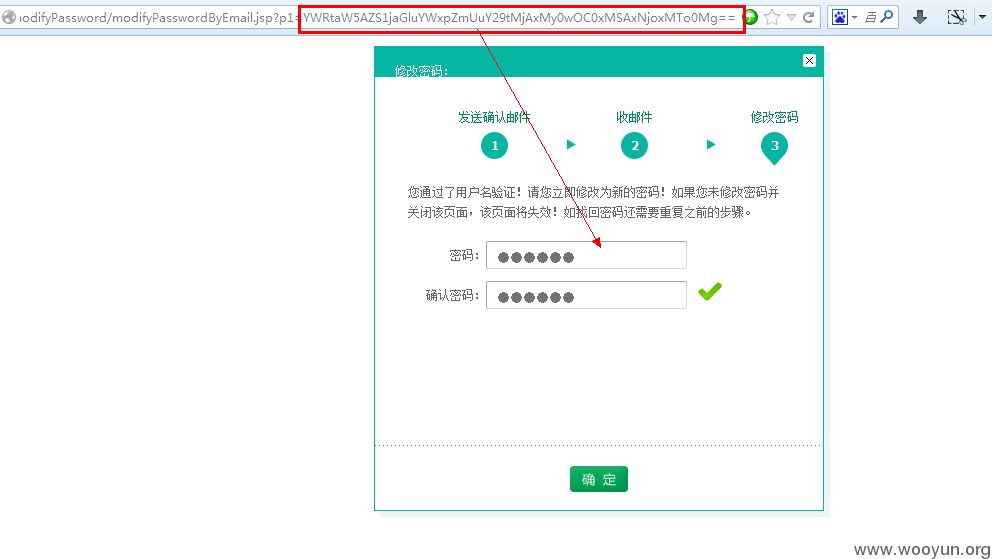 nodifyPassword/modifyPasswordByEmail.jsp?p1=YWRtaW5AZS1jaGluYWxpZmUuY29tMjAxMy0wOC0xMSAxNjoxMTo0Mg==
百
修改密码:
发送确认邮件 收邮件 修改密码
1 2 3
您通过了用户名验证！请您立即修改为新的密码！如果您未修改密码并
关闭该页面，该页面将失效！如找回密码还需要重复之前的步骤。
密码:
确认密码:
确 定
www.wooyun.org